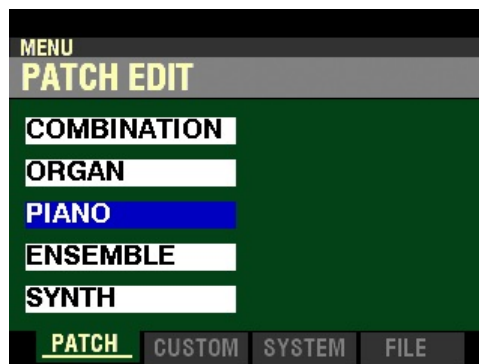 MENU
PATCH EDIT
COMBINATION
ORGAN
PIANO
ENSEMBLE
SYNTH
PATCH CUSTOM SYSTEM FILE